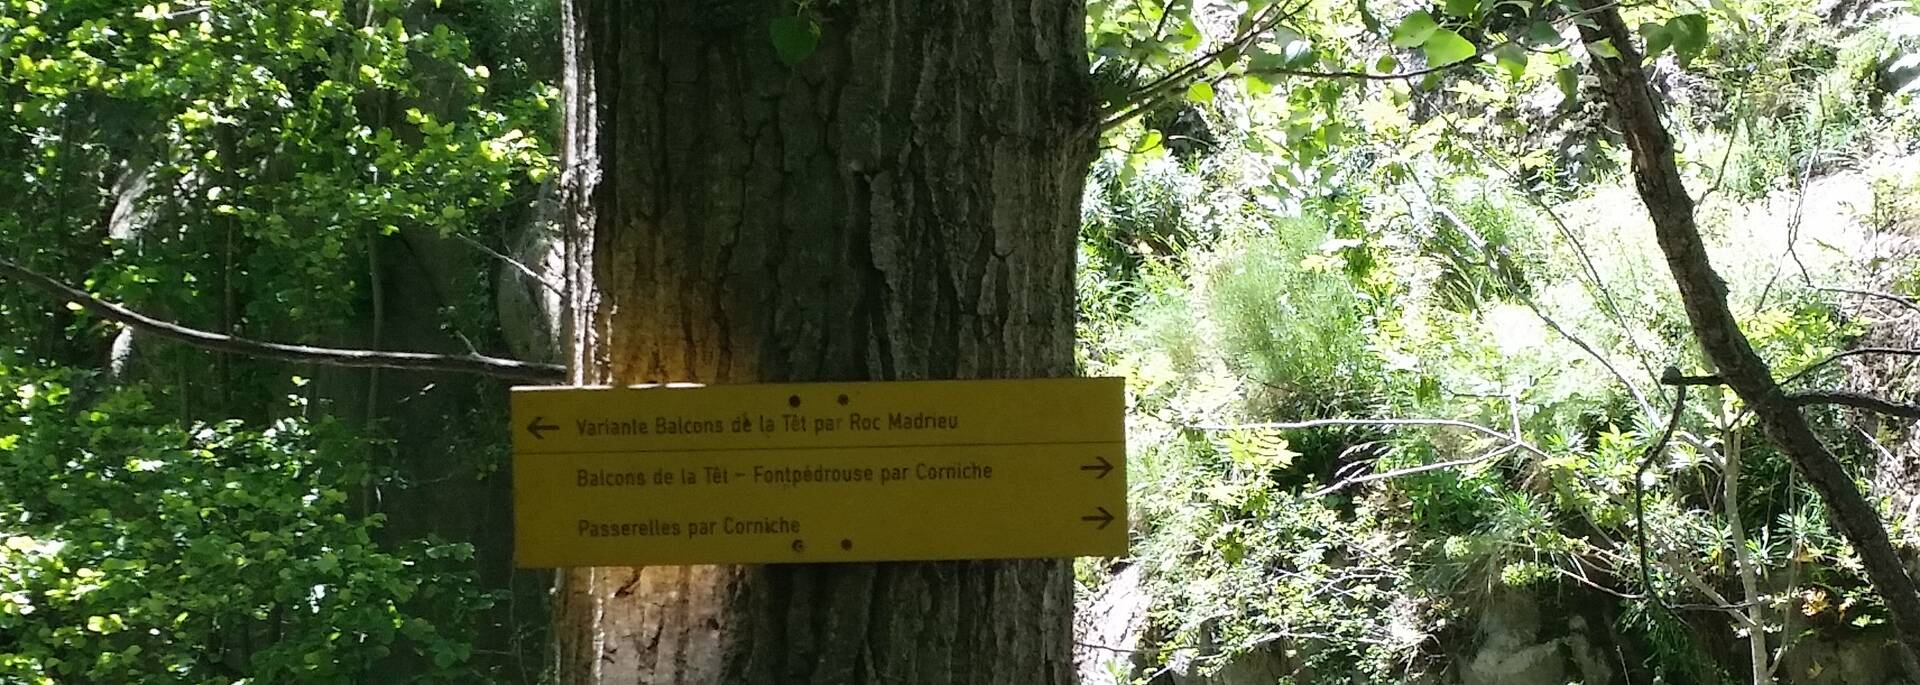 ← Variante Balcons de la Têt par Roc Madrieu
Balcons de la Têt - Fontpédrouse par Corniche →
Passerelles par Corniche →